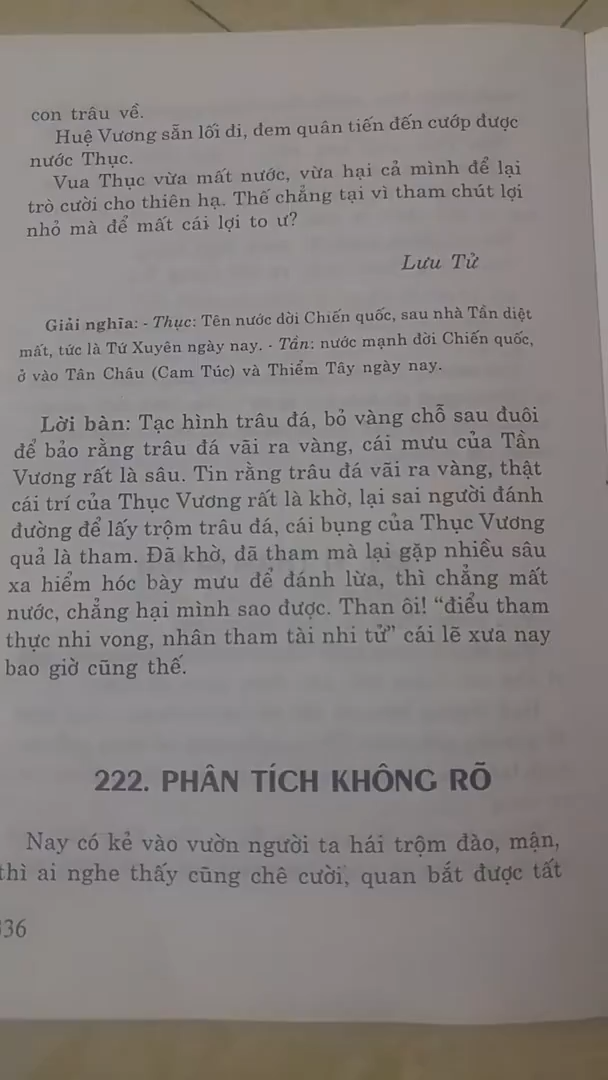 con trâu về.
Huệ Vương sẵn lối đi, đem quân tiến đến cướp được
nước Thục.
Vua Thục vừa mất nước, vừa hại cả mình để lại
trò cười cho thiên hạ. Thế chẳng tại vì tham chút lợi
nhỏ mà để mất cái lợi to ư?
Lưu Tử
Giải nghĩa: - Thục: Tên nước đời Chiến quốc, sau nhà Tần diệt
mất, tức là Tứ Xuyên ngày nay. - Tần: nước mạnh đời Chiến quốc,
ở vào Tân Châu (Cam Túc) và Thiểm Tây ngày nay.
Lời bàn: Tạc hình trâu đá, bỏ vàng chỗ sau đuôi
để bảo rằng trâu đá vãi ra vàng, cái mưu của Tần
Vương rất là sâu. Tin rằng trâu đá vãi ra vàng, thật
cái trí của Thục Vương rất là khờ, lại sai người đánh
đường để lấy trộm trâu đá, cái bụng của Thục Vương
quả là tham. Đã khờ, đã tham mà lại gặp nhiều sâu
xa hiểm hóc bày mưu để đánh lừa, thì chẳng mất
nước, chẳng hại mình sao được. Than ôi! “điểu tham
thực nhi vong, nhân tham tài nhi tử” cái lẽ xưa nay
bao giờ cũng thế.
222. PHÂN TÍCH KHÔNG RÕ
Nay có kẻ vào vườn người ta hái trộm đào, mận,
thì ai nghe thấy cũng chê cười, quan bắt được tất
36